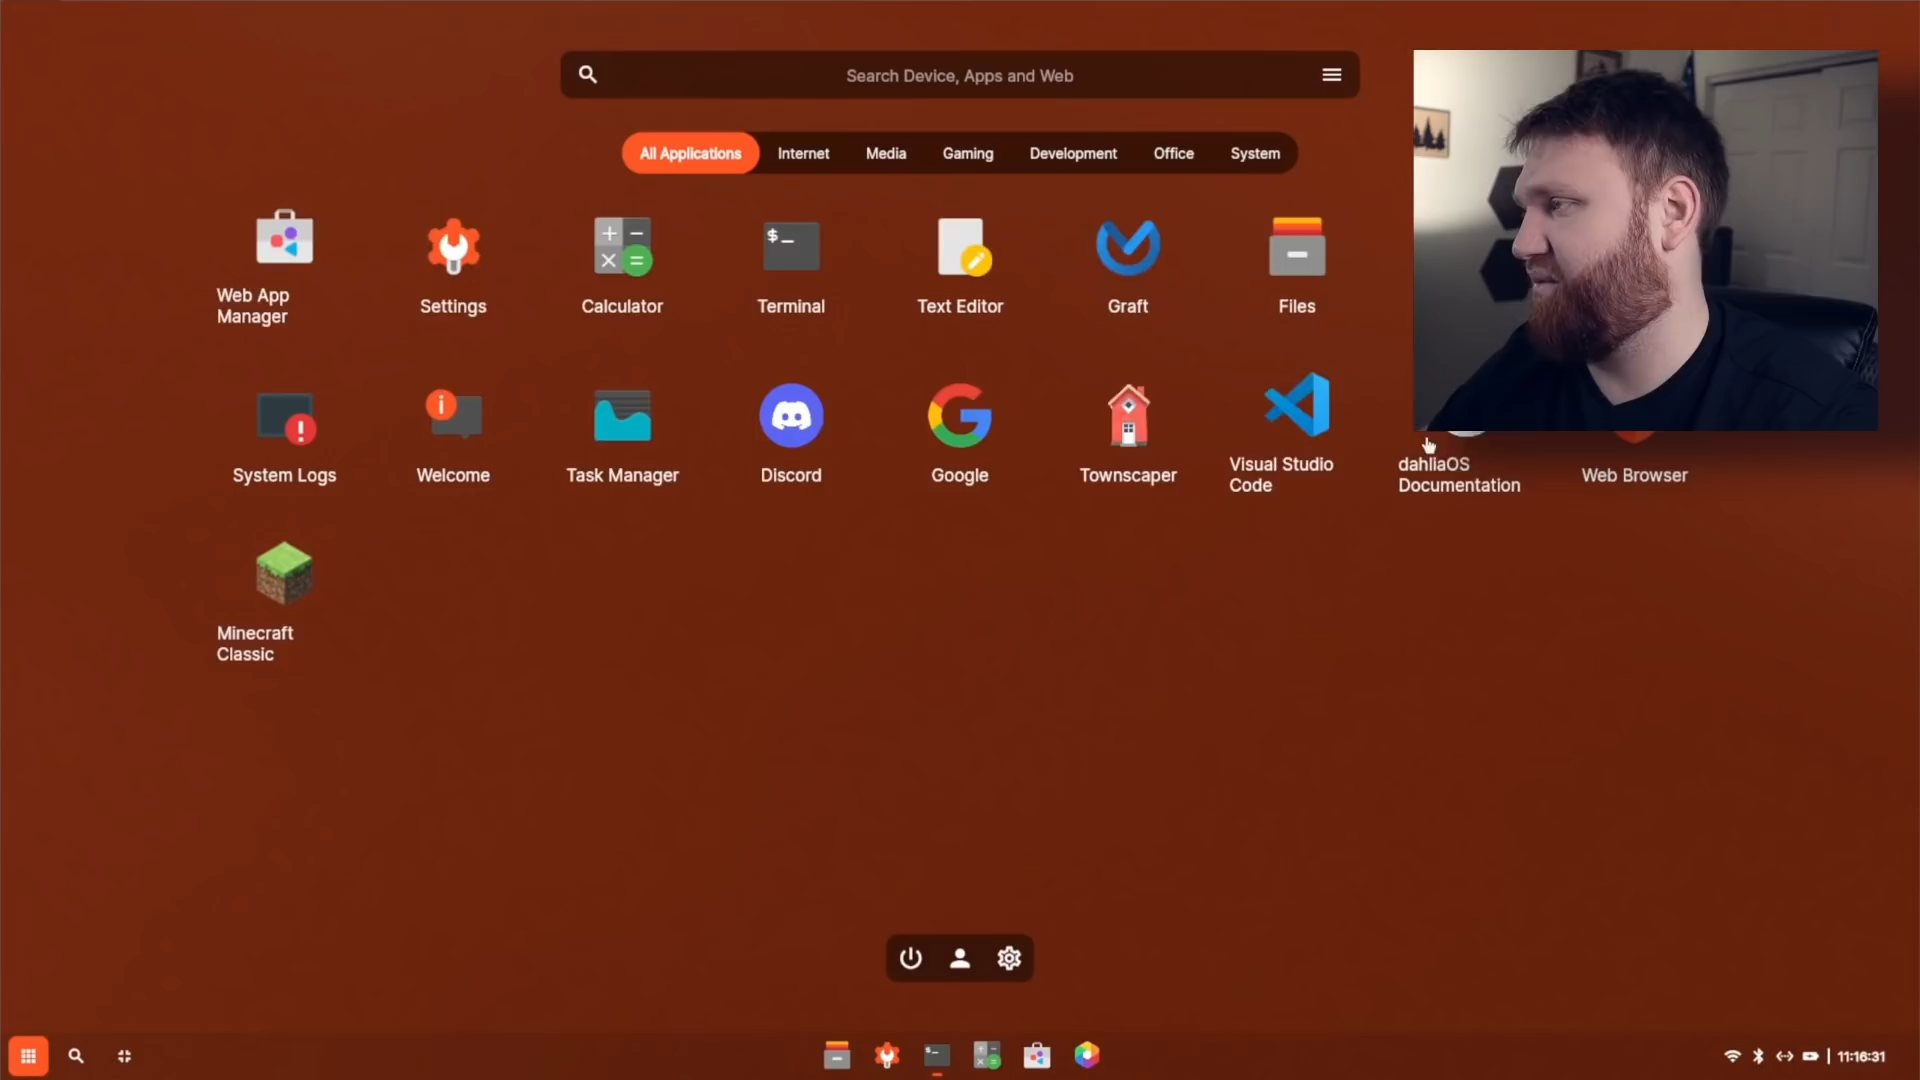 Search Device, Apps and Web
All Applications
Internet
Media
Gaming
Development
Office
System
Web App
Manager
Settings
Calculator
$_
Terminal
Text Editor
Graft
Files
System Logs
Welcome
Task Manager
Discord
Google
Townscaper
Visual Studio
Code
dahliaOS
Documentation
Web Browser
Minecraft
Classic
11:16:31